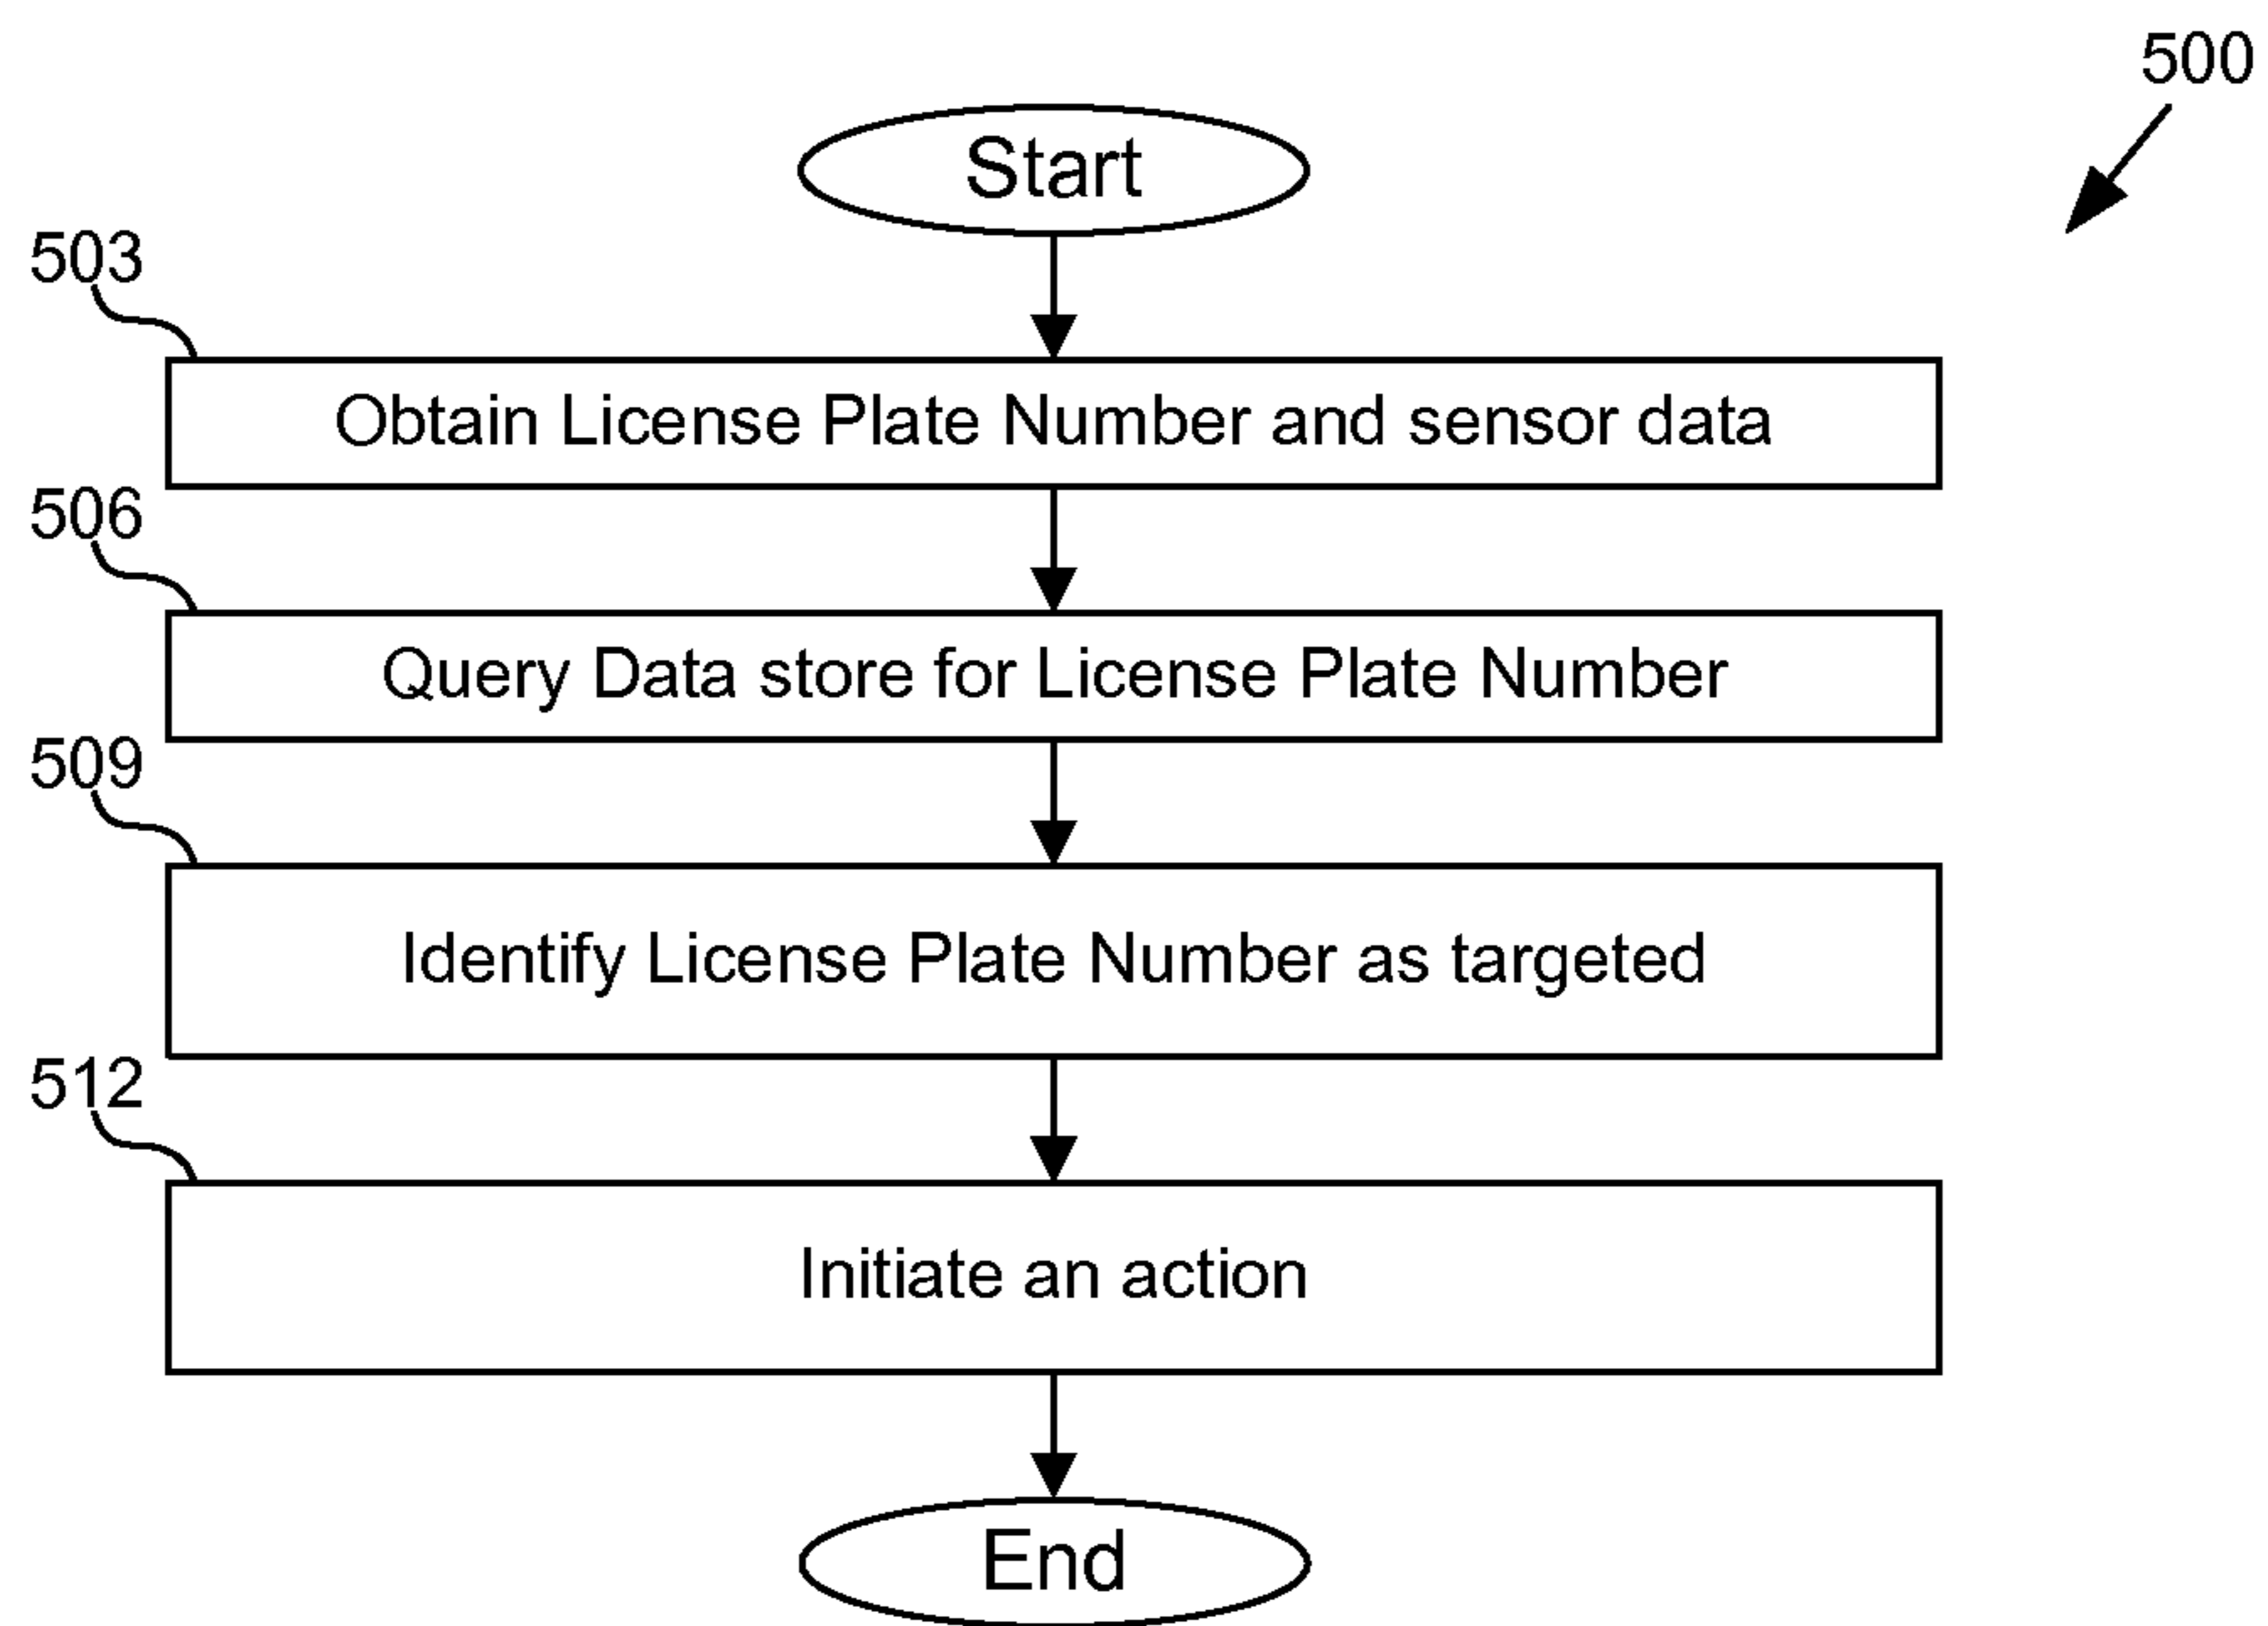 500
Start
503
Obtain License Plate Number and sensor data
506
Query Data store for License Plate Number
509
Identify License Plate Number as targeted
512
Initiate an action
End